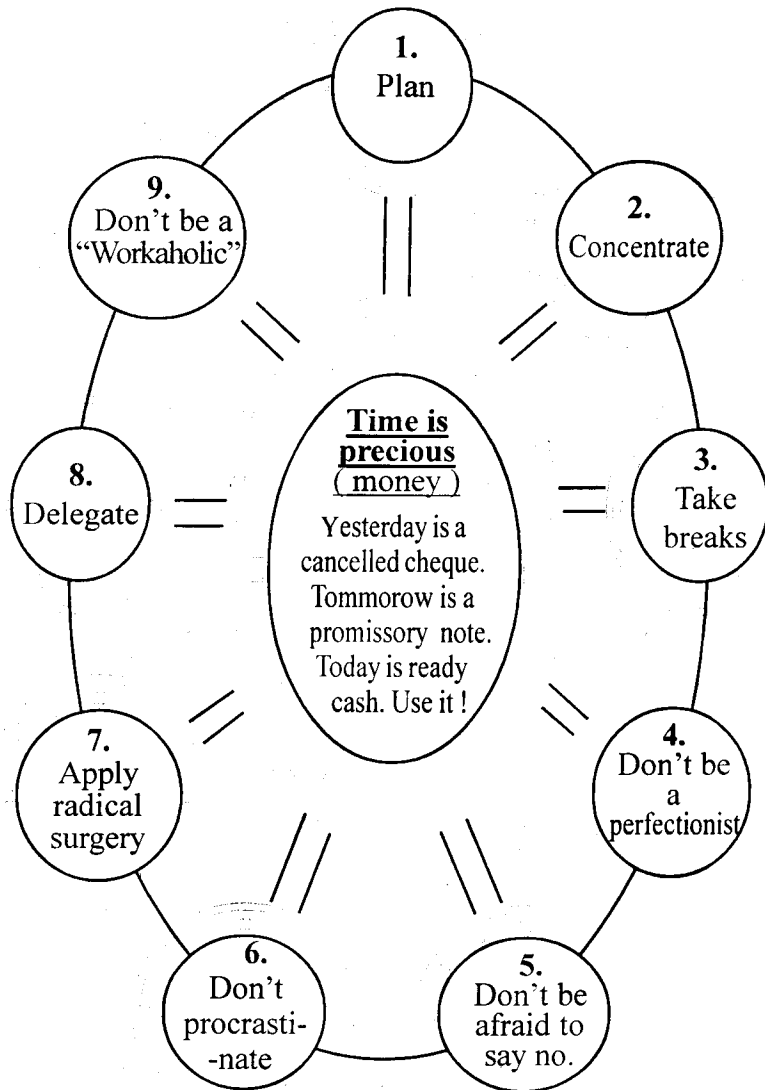 1.
Plan
2.
Concentrate
3.
Take
breaks
4.
Don't be
a
perfectionist
5.
Don't be
afraid to
say no.
6.
Don't
procrasti-
-nate
7.
Apply
radical
surgery
8.
Delegate
9.
Don't be a
“Workaholic”
Time is
precious
( money )
Yesterday is a
cancelled cheque.
Tommorow is a
promissory note.
Today is ready
cash. Use it !